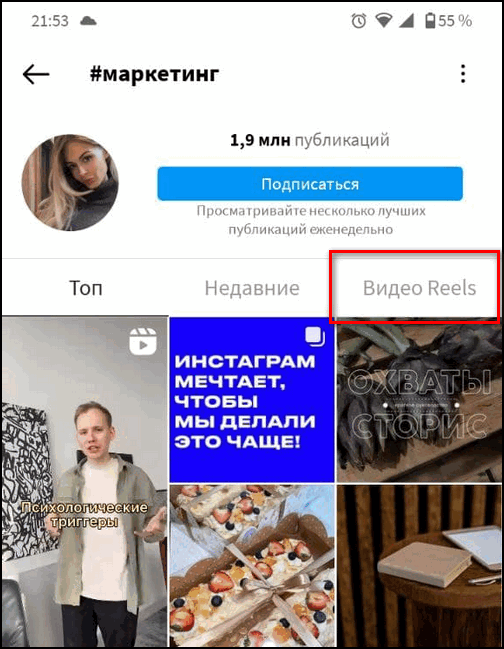 21:53
55 %
#маркетинг
1,9 млн публикаций
Подписаться
Просматривайте несколько лучших
публикаций еженедельно
Топ
Недавние
Видео Reels
Психологические
триггеры
ИНСТАГРАМ
МЕЧТАЕТ,
ЧТОБЫ
МЫ ДЕЛАЛИ
ЭТО ЧАЩЕ!
ОХВАТЫ
СТОРИС